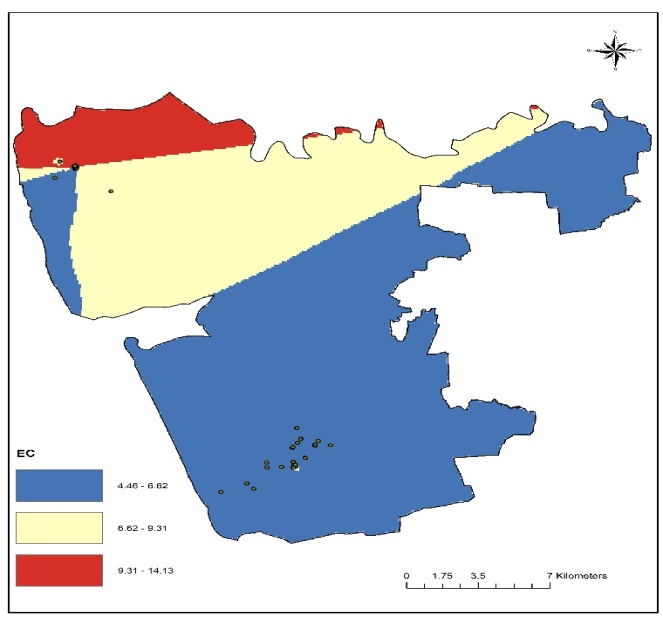 EC
4.46 - 6.62
6.62 - 9.31
9.31 - 14.13
0 1.75 3.5 7 Kilometers